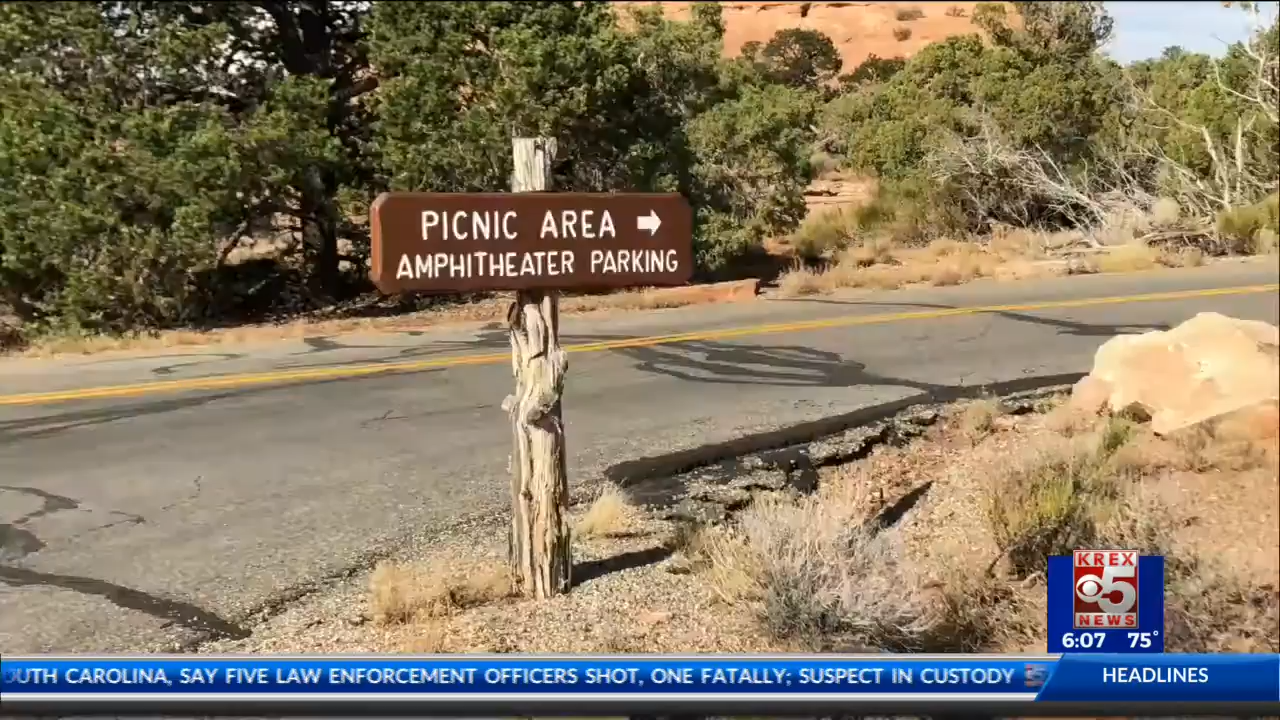 PICNIC AREA →
AMPHITHEATER PARKING
KREX
5
NEWS
6:07 75°
OUTH CAROLINA, SAY FIVE LAW ENFORCEMENT OFFICERS SHOT, ONE FATALLY; SUSPECT IN CUSTODY
HEADLINES